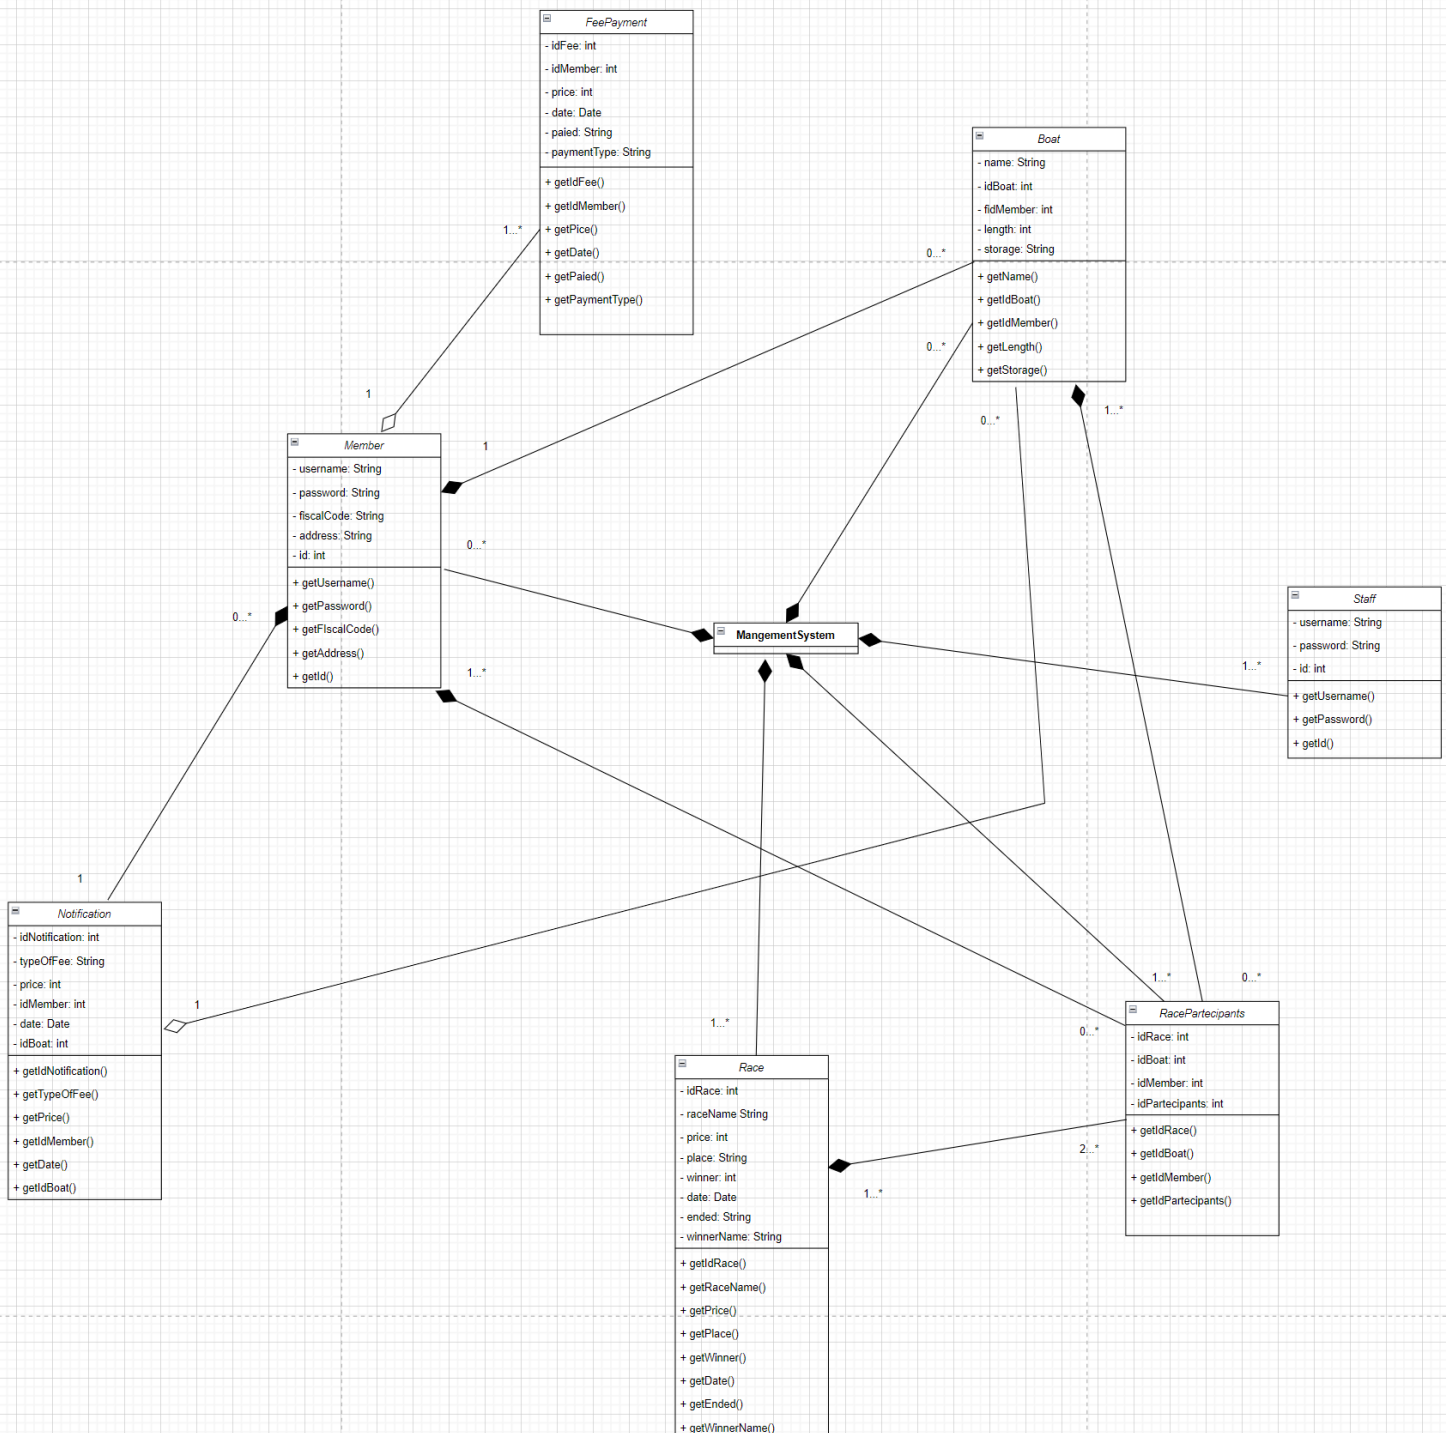 FeePayment
- idFee: int
- idMember: int
- price: int
- date: Date
- paied: String
- paymentType: String
+ getIdFee()
+ getIdMember()
+ getPice()
+ getDate()
+ getPaied()
+ getPaymentType()
1...*
1
Boat
- name: String
- idBoat: int
- fidMember: int
- length: int
- storage: String
+ getName()
+ getIdBoat()
+ getIdMember()
+ getLength()
+ getStorage()
0...*
0...*
0...*
1...*
Member
- username: String
- password: String
- fiscalCode: String
- address: String
- id: int
+ getUsername()
+ getPassword()
+ getFIscalCode()
+ getAddress()
+ getId()
1
0...*
0...*
1...*
MangementSystem
Staff
- username: String
- password: String
- id: int
+ getUsername()
+ getPassword()
+ getId()
1...*
1
Notification
- idNotification: int
- typeOfFee: String
- price: int
- idMember: int
- date: Date
- idBoat: int
+ getIdNotification()
+ getTypeOfFee()
+ getPrice()
+ getIdMember()
+ getDate()
+ getIdBoat()
1
1...*
Race
- idRace: int
- raceName String
- price: int
- place: String
- winner: int
- date: Date
- ended: String
- winnerName: String
+ getIdRace()
+ getRaceName()
+ getPrice()
+ getPlace()
+ getWinner()
+ getDate()
+ getEnded()
+ getWinnerName()
1...*
2...*
1...*
0...*
0...*
RacePartecipants
- idRace: int
- idBoat: int
- idMember: int
- idPartecipants: int
+ getIdRace()
+ getIdBoat()
+ getIdMember()
+ getIdPartecipants()